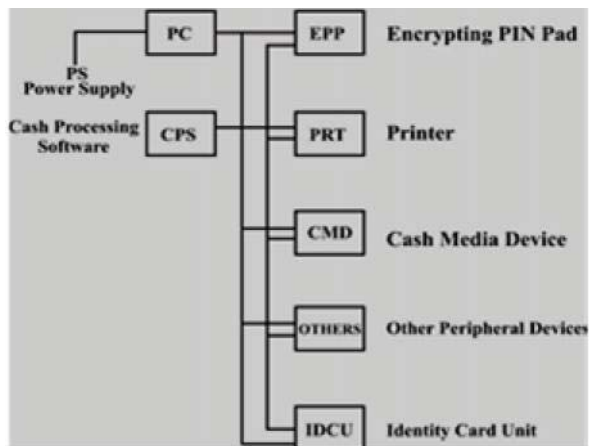 PC
EPP
Encrypting PIN Pad
PS
Power Supply
Cash Processing
Software
CPS
PRT
Printer
CMD
Cash Media Device
OTHERS
Other Peripheral Devices
IDCU
Identity Card Unit